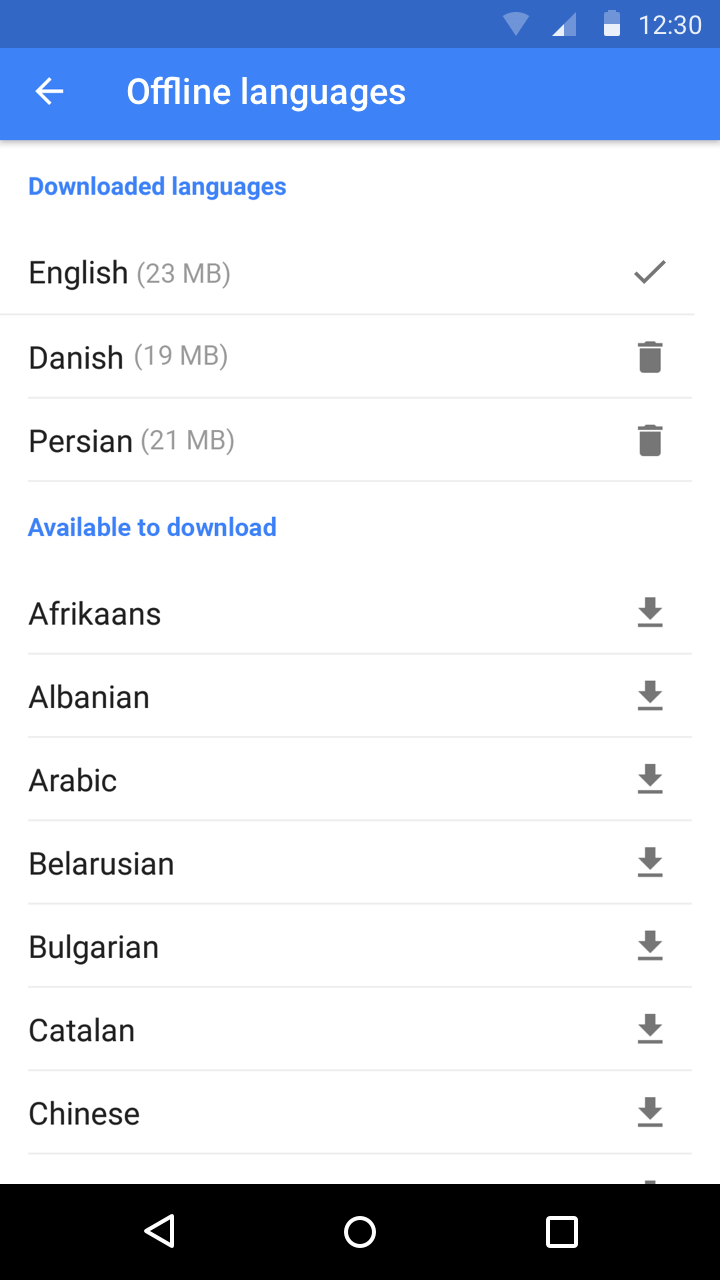 12:30
Offline languages
Downloaded languages
English (23 MB)
Danish (19 MB)
Persian (21 MB)
Available to download
Afrikaans
Albanian
Arabic
Belarusian
Bulgarian
Catalan
Chinese